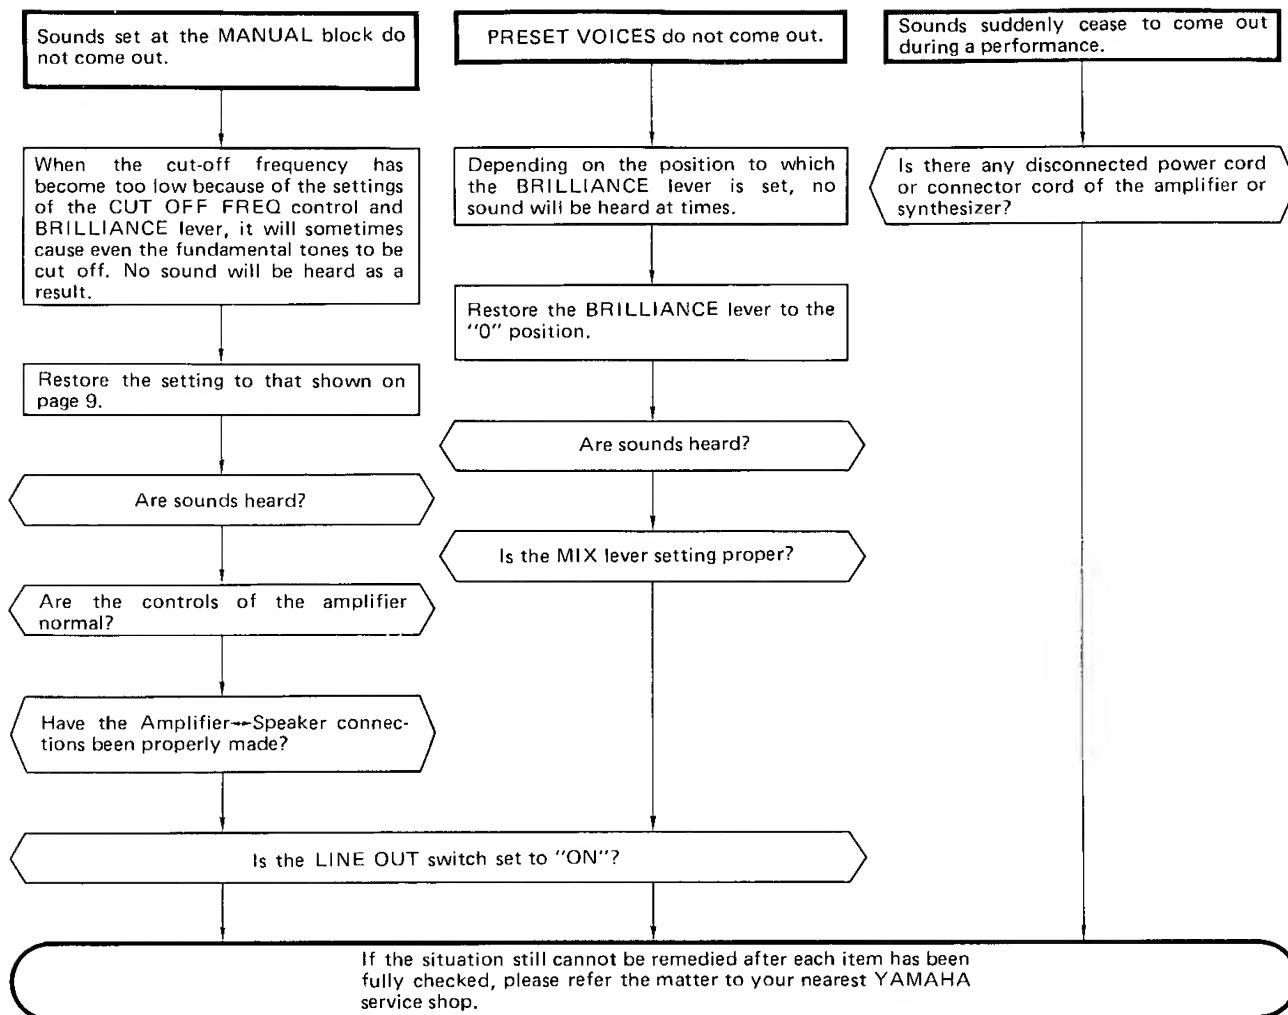 Sounds set at the MANUAL block do
not come out.
When the cut-off frequency has
become too low because of the settings
of the CUT OFF FREQ control and
BRILLIANCE lever, it will sometimes
cause even the fundamental tones to be
cut off. No sound will be heard as a
result.
Restore the setting to that shown on
page 9.
Are sounds heard?
Are the controls of the amplifier
normal?
Have the Amplifier↔Speaker connec-
tions been properly made?
PRESET VOICES do not come out.
Depending on the position to which
the BRILLIANCE lever is set, no
sound will be heard at times.
Restore the BRILLIANCE lever to the
"0" position.
Are sounds heard?
Is the MIX lever setting proper?
Is the LINE OUT switch set to "ON"?
Sounds suddenly cease to come out
during a performance.
Is there any disconnected power cord
or connector cord of the amplifier or
synthesizer?
If the situation still cannot be remedied after each item has been
fully checked, please refer the matter to your nearest YAMAHA
service shop.